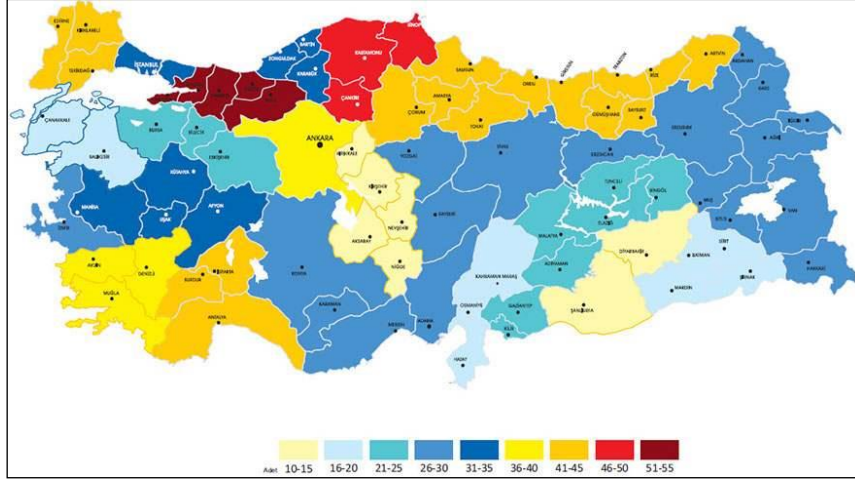 EDİRNE
KIRKLARELİ
TEKİRDAĞ
İSTANBUL
BARTIN
ZONGULDAK
KARABÜK
KASTAMONU
SİNOP
ÇANKIRI
SAMSUN
ORDU
GİRESUN
TRABZON
RİZE
ARTVİN
ARDAHAN
KARS
ÇANAKKALE
BALIKESİR
BURSA
BİLECİK
ESKİŞEHİR
ANKARA
KIRIKKALE
ÇORUM
AMASYA
TOKAT
GÜMÜŞHANE
BAYBURT
ERZURUM
AĞRI
IĞDIR
YOZGAT
SİVAS
ERZİNCAN
KÜTAHYA
MANİSA
UŞAK
AFYON
İZMİR
KIRŞEHİR
NEVŞEHİR
AKSARAY
NİĞDE
KAYSERİ
TUNCELİ
BİNGÖL
ELAZIĞ
MALATYA
MUŞ
BİTLİS
VAN
AYDIN
DENİZLİ
MUĞLA
BURDUR
ISPARTA
ANTALYA
KONYA
KARAMAN
MERSİN
ADANA
KAHRAMAN MARAŞ
OSMANİYE
HATAY
ADIYAMAN
GAZİANTEP
KİLİS
ŞANLIURFA
DİYARBAKIR
BATMAN
SİİRT
ŞIRNAK
MARDİN
HAKKARİ
Adet 10-15 16-20 21-25 26-30 31-35 36-40 41-45 46-50 51-55